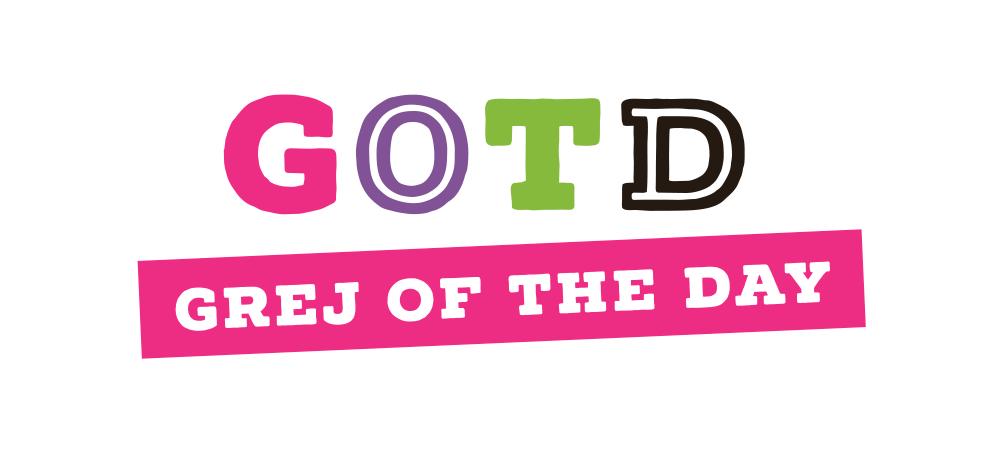 GOTD
GREJ OF THE DAY